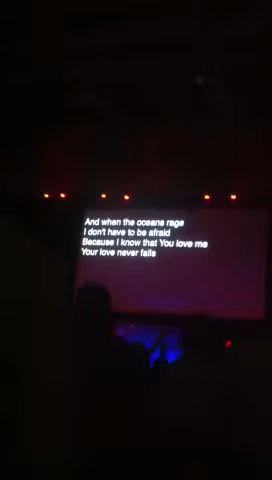 And when the oceans rage
I don't have to be afraid
Because I know that You love me
Your love never fails